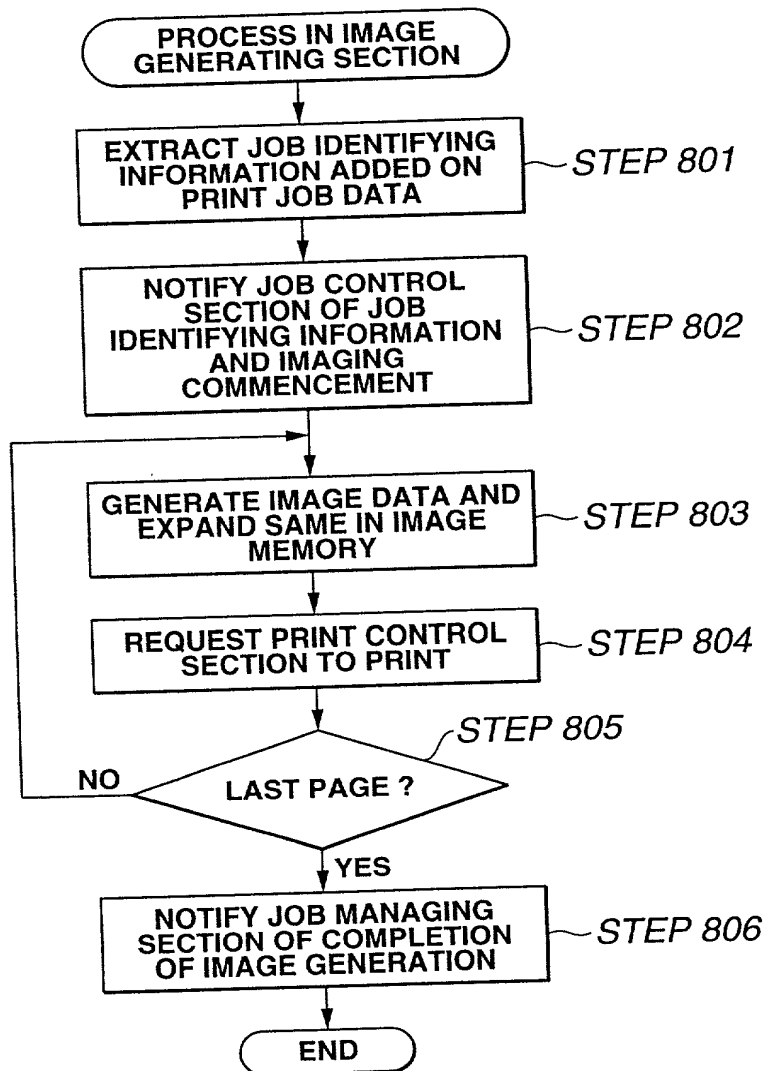 PROCESS IN IMAGE
GENERATING SECTION
EXTRACT JOB IDENTIFYING
INFORMATION ADDED ON
PRINT JOB DATA
STEP 801
NOTIFY JOB CONTROL
SECTION OF JOB
IDENTIFYING INFORMATION
AND IMAGING
COMMENCEMENT
STEP 802
GENERATE IMAGE DATA AND
EXPAND SAME IN IMAGE
MEMORY
STEP 803
REQUEST PRINT CONTROL
SECTION TO PRINT
STEP 804
STEP 805
LAST PAGE ?
NO
YES
NOTIFY JOB MANAGING
SECTION OF COMPLETION
OF IMAGE GENERATION
STEP 806
END